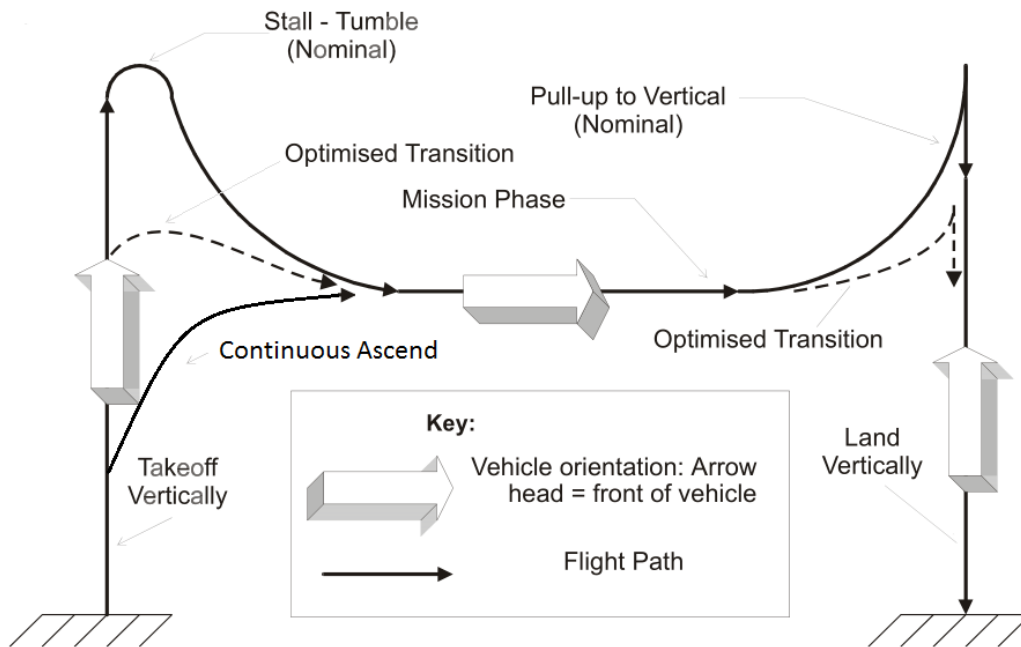 Stall - Tumble
(Nominal)
Optimised Transition
Pull-up to Vertical
(Nominal)
Mission Phase
Optimised Transition
Continuous Ascend
Takeoff
Vertically
Land
Vertically
Key:
Vehicle orientation: Arrow
head = front of vehicle
Flight Path